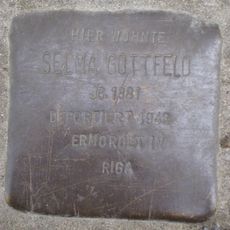 HIER WOHNTE
SELMA GOTTFELD
JG. 1881
DEPORTIERT 1942
ERMORDET IN
RIGA